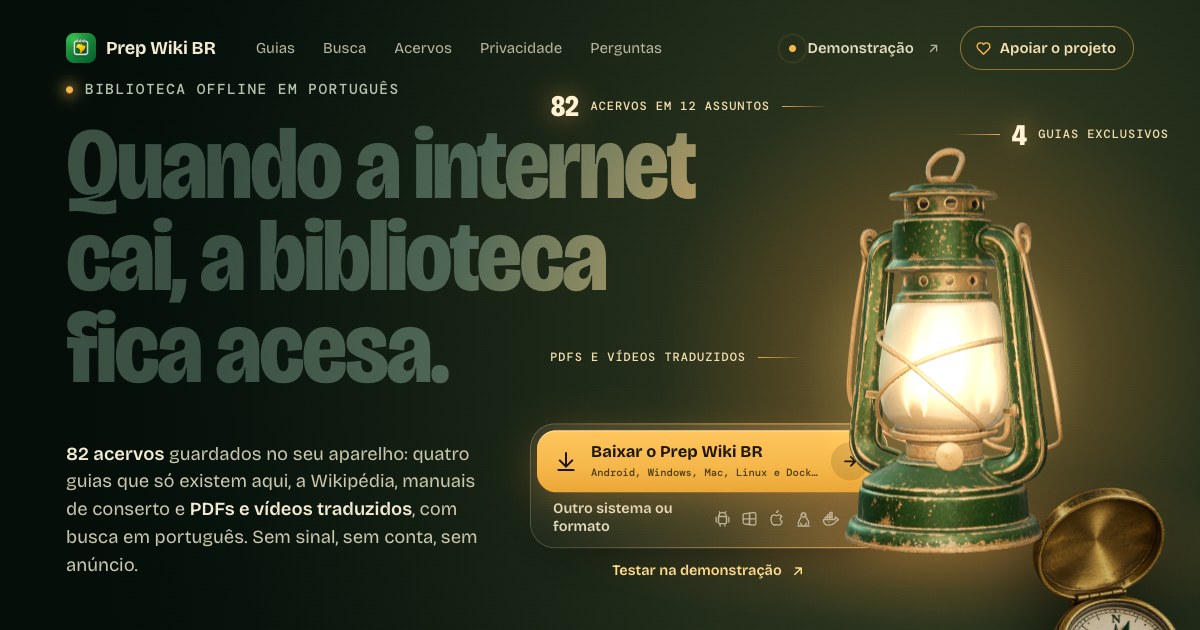 Prep Wiki BR
Guias
Busca
Acervos
Privacidade
Perguntas
Demonstração
Apoiar o projeto
BIBLIOTECA OFFLINE EM PORTUGUÊS
82 ACERVOS EM 12 ASSUNTOS
4 GUIAS EXCLUSIVOS
Quando a internet
cai, a biblioteca
fica acesa.
PDFS E VÍDEOS TRADUZIDOS
82 acervos guardados no seu aparelho: quatro
guias que só existem aqui, a Wikipédia, manuais
de conserto e PDFs e vídeos traduzidos, com
busca em português. Sem sinal, sem conta, sem
anúncio.
Baixar o Prep Wiki BR
Android, Windows, Mac, Linux e Dock…
Outro sistema ou
formato
Testar na demonstração
N